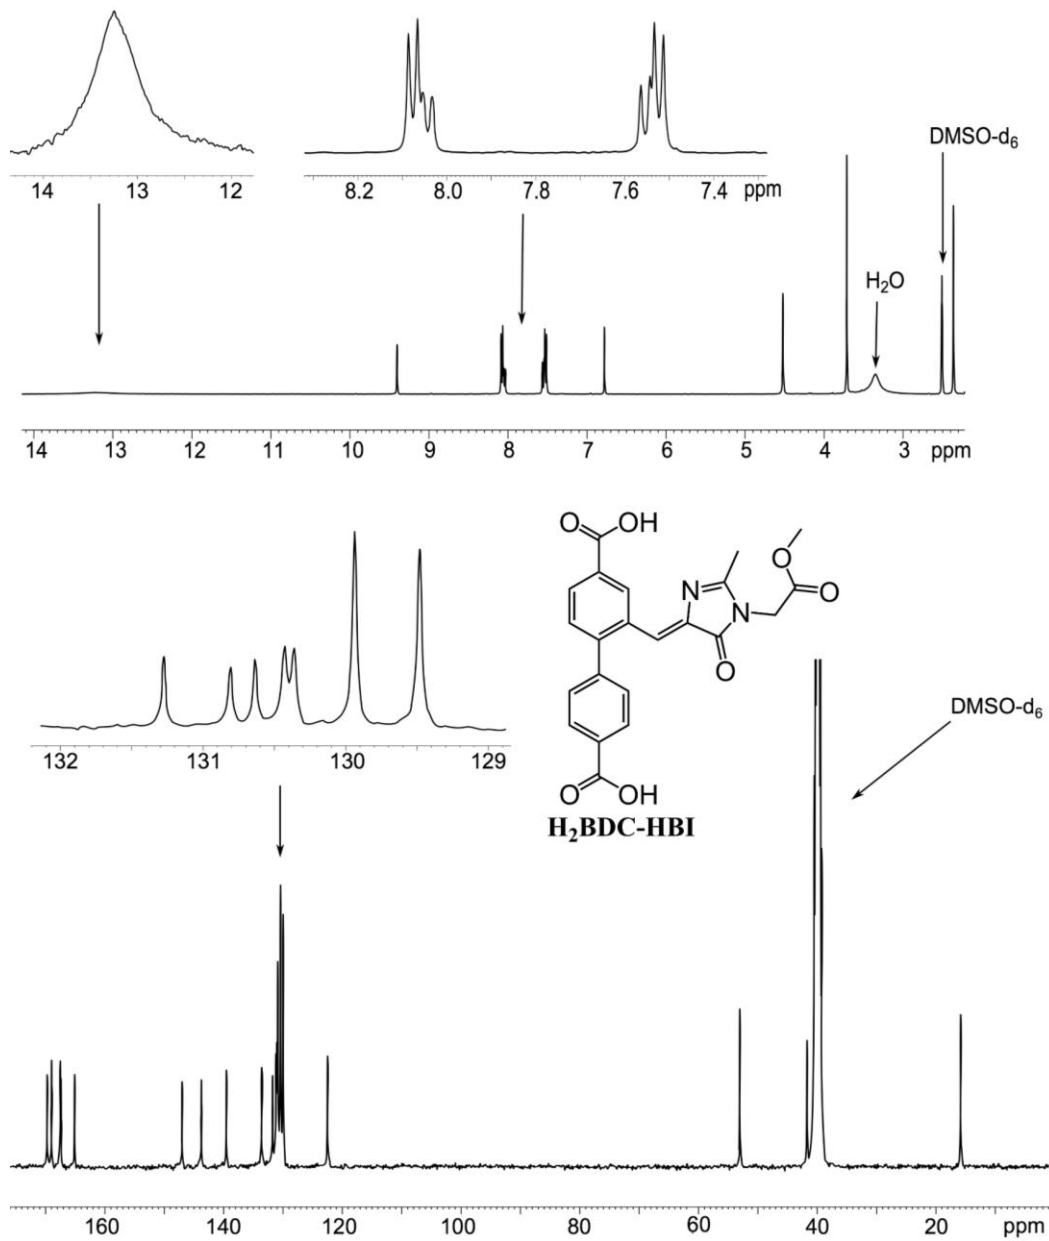 14 13 12
8.2 8.0 7.8 7.6 7.4 ppm
DMSO-d6
H2O
14 13 12 11 10 9 8 7 6 5 4 3 ppm
O OH
N
N
O
O
O
132 131 130 129
O OH
H2BDC-HBI
DMSO-d6
160 140 120 100 80 60 40 20 ppm